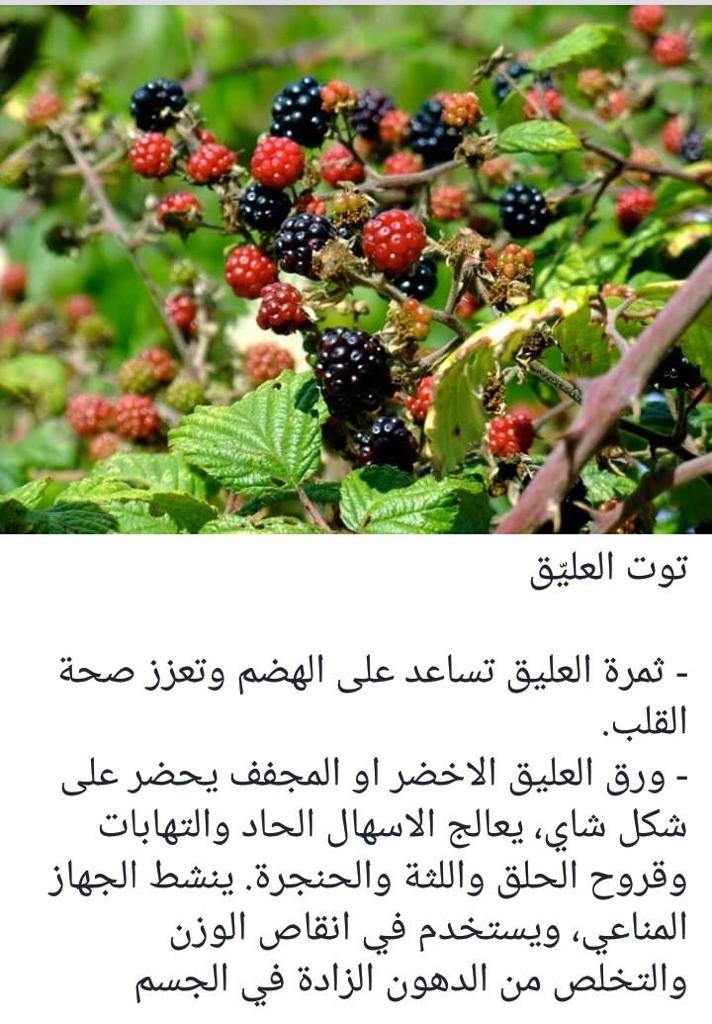 توت العليّق
- ثمرة العليق تساعد على الهضم وتعزز صحة
القلب.
- ورق العليق الاخضر او المجفف يحضر على
شكل شاي، يعالج الاسهال الحاد والتهابات
وقروح الحلق واللثة والحنجرة. ينشط الجهاز
المناعي، ويستخدم في انقاص الوزن
والتخلص من الدهون الزادة في الجسم